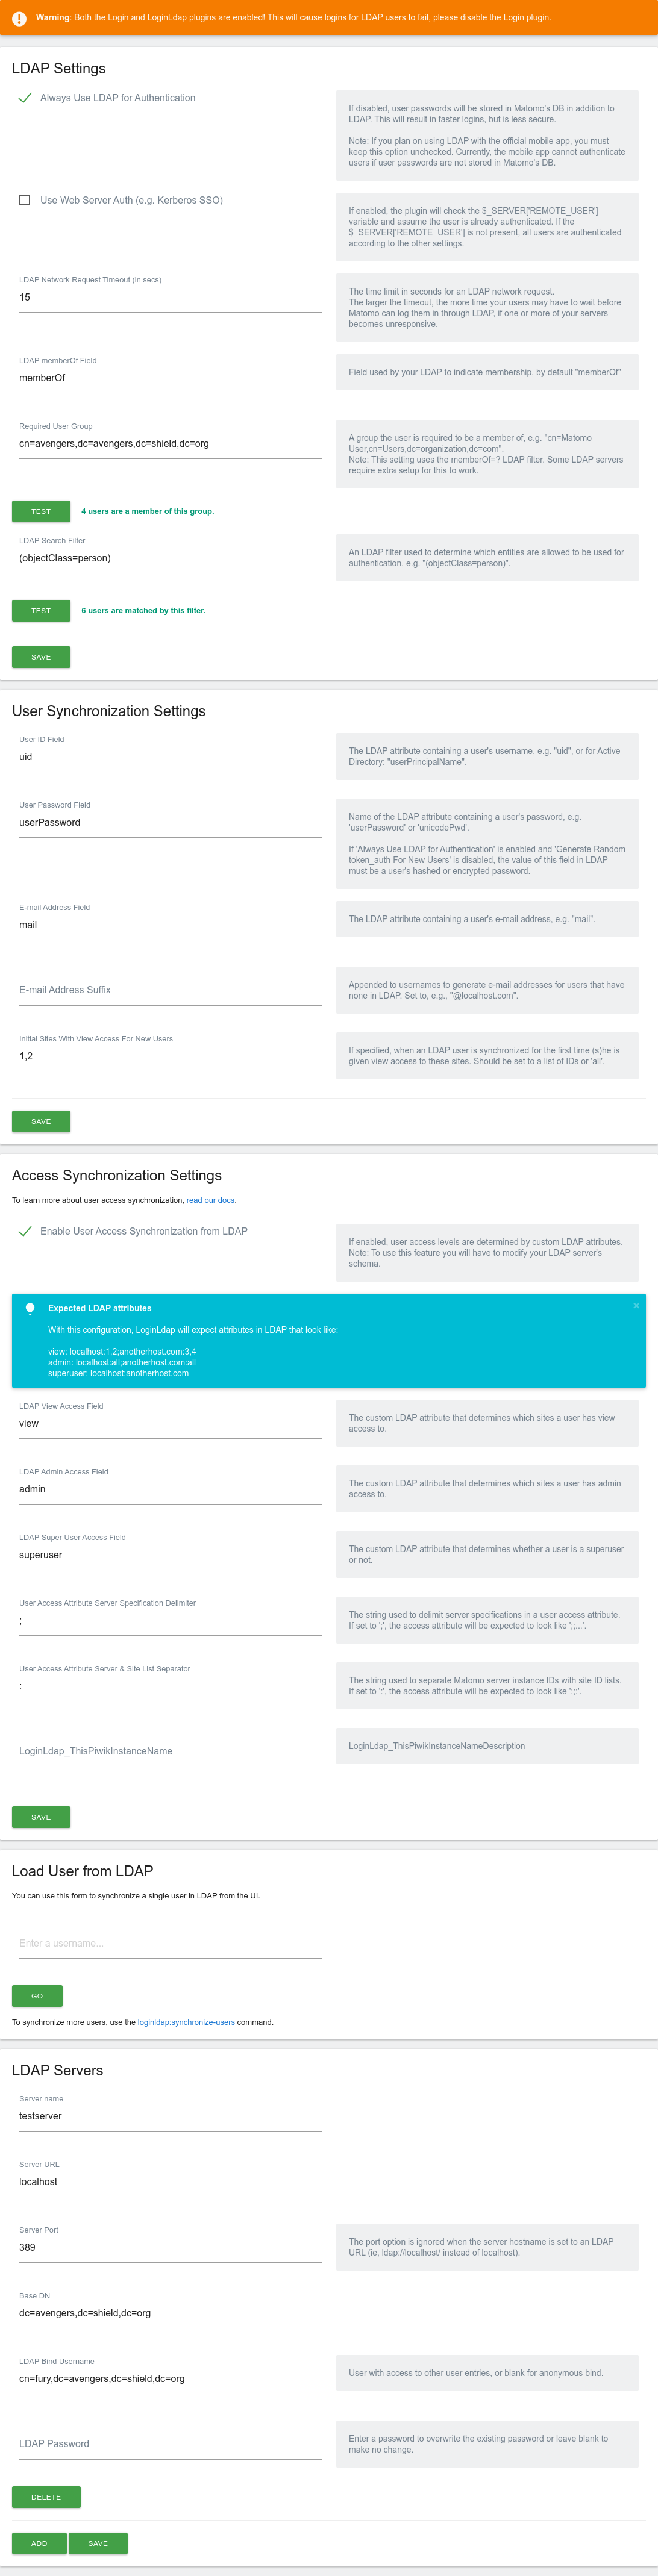 Warning: Both the Login and LoginLdap plugins are enabled! This will cause logins for LDAP users to fail, please disable the Login plugin.
LDAP Settings
Always Use LDAP for Authentication
If disabled, user passwords will be stored in Matomo's DB in addition to
LDAP. This will result in faster logins, but is less secure.
Note: If you plan on using LDAP with the official mobile app, you must
keep this option unchecked. Currently, the mobile app cannot authenticate
users if user passwords are not stored in Matomo's DB.
Use Web Server Auth (e.g. Kerberos SSO)
If enabled, the plugin will check the $_SERVER['REMOTE_USER']
variable and assume the user is already authenticated. If the
$_SERVER['REMOTE_USER'] is not present, all users are authenticated
according to the other settings.
LDAP Network Request Timeout (in secs)
15
The time limit in seconds for an LDAP network request.
The larger the timeout, the more time your users may have to wait before
Matomo can log them in through LDAP, if one or more of your servers
becomes unresponsive.
LDAP memberOf Field
memberOf
Field used by your LDAP to indicate membership, by default "memberOf"
Required User Group
cn=avengers,dc=avengers,dc=shield,dc=org
A group the user is required to be a member of, e.g. "cn=Matomo
User,cn=Users,dc=organization,dc=com".
Note: This setting uses the memberOf=? LDAP filter. Some LDAP servers
require extra setup for this to work.
TEST
4 users are a member of this group.
LDAP Search Filter
(objectClass=person)
An LDAP filter used to determine which entities are allowed to be used for
authentication, e.g. "(objectClass=person)".
TEST
6 users are matched by this filter.
SAVE
User Synchronization Settings
User ID Field
uid
The LDAP attribute containing a user's username, e.g. "uid", or for Active
Directory: "userPrincipalName".
User Password Field
userPassword
Name of the LDAP attribute containing a user's password, e.g.
'userPassword' or 'unicodePwd'.
If 'Always Use LDAP for Authentication' is enabled and 'Generate Random
token_auth For New Users' is disabled, the value of this field in LDAP
must be a user's hashed or encrypted password.
E-mail Address Field
mail
The LDAP attribute containing a user's e-mail address, e.g. "mail".
E-mail Address Suffix
Appended to usernames to generate e-mail addresses for users that have
none in LDAP. Set to, e.g., "@localhost.com".
Initial Sites With View Access For New Users
1,2
If specified, when an LDAP user is synchronized for the first time (s)he is
given view access to these sites. Should be set to a list of IDs or 'all'.
SAVE
Access Synchronization Settings
To learn more about user access synchronization, read our docs.
Enable User Access Synchronization from LDAP
If enabled, user access levels are determined by custom LDAP attributes.
Note: To use this feature you will have to modify your LDAP server's
schema.
Expected LDAP attributes
×
With this configuration, LoginLdap will expect attributes in LDAP that look like:
view: localhost:1,2;anotherhost.com:3,4
admin: localhost:all;anotherhost.com:all
superuser: localhost;anotherhost.com
LDAP View Access Field
view
The custom LDAP attribute that determines which sites a user has view
access to.
LDAP Admin Access Field
admin
The custom LDAP attribute that determines which sites a user has admin
access to.
LDAP Super User Access Field
superuser
The custom LDAP attribute that determines whether a user is a superuser
or not.
User Access Attribute Server Specification Delimiter
;
The string used to delimit server specifications in a user access attribute.
If set to ';', the access attribute will be expected to look like ';;...'.
User Access Attribute Server & Site List Separator
:
The string used to separate Matomo server instance IDs with site ID lists.
If set to ':', the access attribute will be expected to look like ':;:'.
LoginLdap_ThisPiwikInstanceName
LoginLdap_ThisPiwikInstanceNameDescription
SAVE
Load User from LDAP
You can use this form to synchronize a single user in LDAP from the UI.
Enter a username...
GO
To synchronize more users, use the loginldap:synchronize-users command.
LDAP Servers
Server name
testserver
Server URL
localhost
Server Port
389
The port option is ignored when the server hostname is set to an LDAP
URL (ie, ldap://localhost/ instead of localhost).
Base DN
dc=avengers,dc=shield,dc=org
LDAP Bind Username
cn=fury,dc=avengers,dc=shield,dc=org
User with access to other user entries, or blank for anonymous bind.
LDAP Password
Enter a password to overwrite the existing password or leave blank to
make no change.
DELETE
ADD SAVE